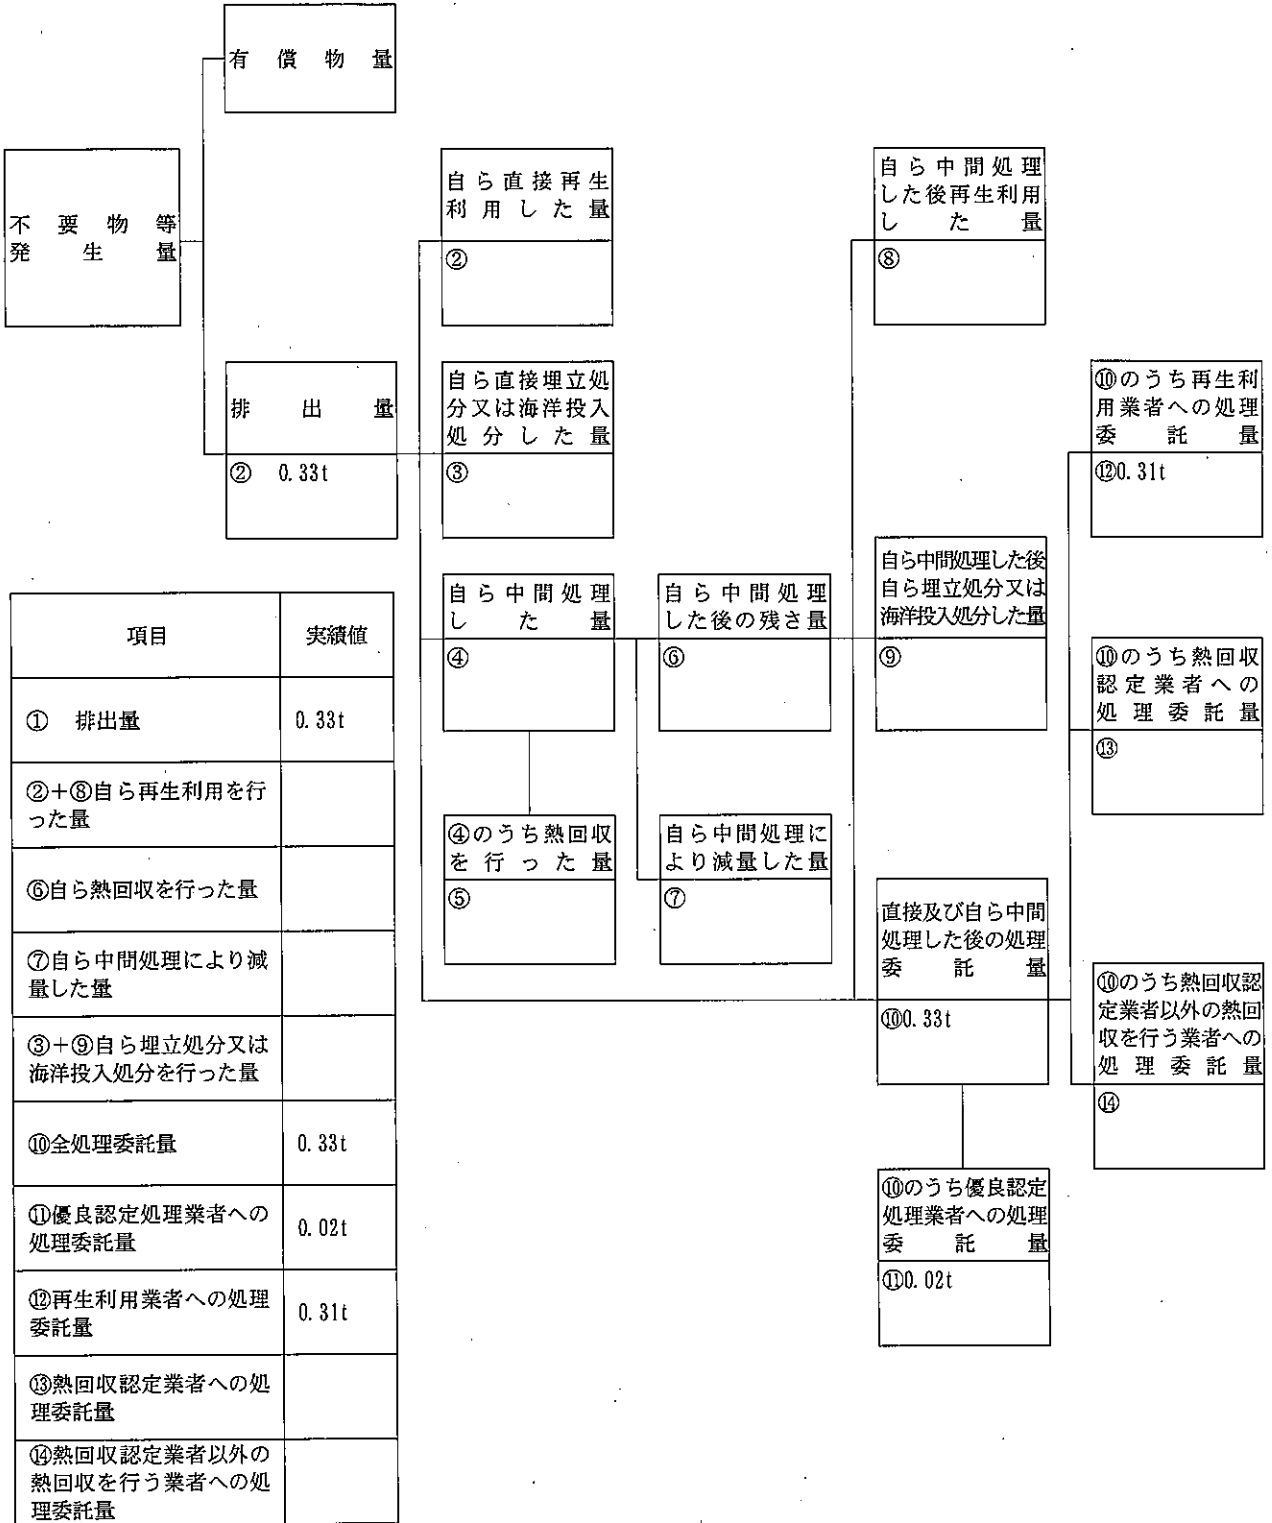 有償物量
不要物等
発生量
排出量
② 0.33t
自ら直接再生
利用した量
②
自ら直接埋立処
分又は海洋投入
処分した量
③
自ら中間処理
した量
④
④のうち熱回収
を行った量
⑤
自ら中間処理
した後の残さ量
⑥
自ら中間処理に
より減量した量
⑦
自ら中間処理
した後再生利用
した量
⑧
自ら中間処理した後
自ら埋立処分又は
海洋投入処分した量
⑨
直接及び自ら中間
処理した後の処理
委託量
⑩0.33t
⑩のうち優良認定
処理業者への処理
委託量
⑪0.02t
⑩のうち再生利
用業者への処理
委託量
⑫0.31t
⑩のうち熱回収
認定業者への
処理委託量
⑬
⑩のうち熱回収認
定業者以外の熱回
収を行う業者への
処理委託量
⑭
項目 実績値
① 排出量 0.33t
②+⑧自ら再生利用を行
った量
⑥自ら熱回収を行った量
⑦自ら中間処理により減
量した量
③+⑨自ら埋立処分又は
海洋投入処分を行った量
⑩全処理委託量 0.33t
⑪優良認定処理業者への
処理委託量 0.02t
⑫再生利用業者への処理
委託量 0.31t
⑬熱回収認定業者への処
理委託量
⑭熱回収認定業者以外の
熱回収を行う業者への処
理委託量